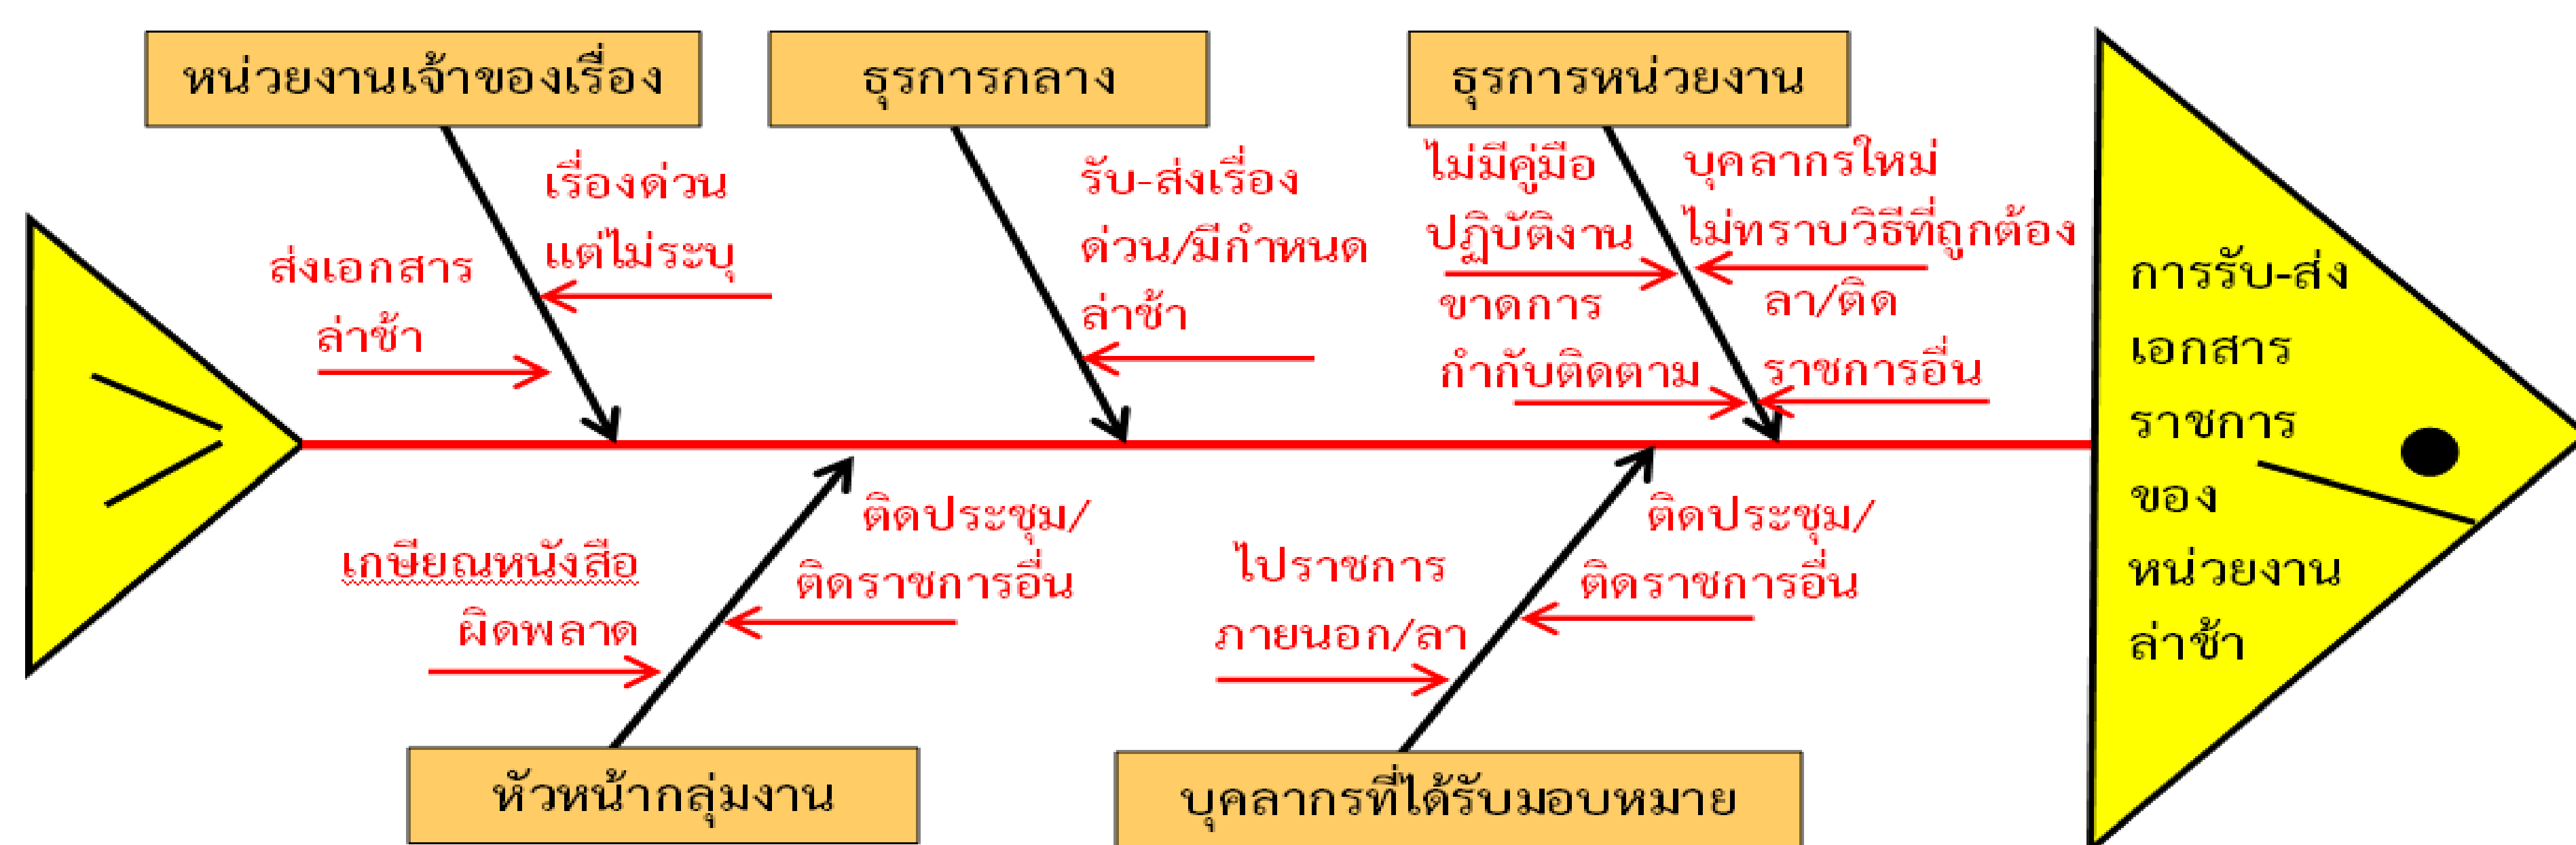 หน่วยงานเจ้าของเรื่อง
ธุรการกลาง
ธุรการหน่วยงาน
ส่งเอกสาร
ล่าช้า
เรื่องด่วน
แต่ไม่ระบุ
รับ-ส่งเรื่อง
ด่วน/มีกำหนด
ล่าช้า
ไม่มีคู่มือ
ปฏิบัติงาน
ขาดการ
กำกับติดตาม
บุคลากรใหม่
ไม่ทราบวิธีที่ถูกต้อง
ลา/ติด
ราชการอื่น
การรับ-ส่ง
เอกสาร
ราชการ
ของ
หน่วยงาน
ล่าช้า
เกษียณหนังสือ
ผิดพลาด
ติดประชุม/
ติดราชการอื่น
ไปราชการ
ภายนอก/ลา
ติดประชุม/
ติดราชการอื่น
หัวหน้ากลุ่มงาน
บุคลากรที่ได้รับมอบหมาย